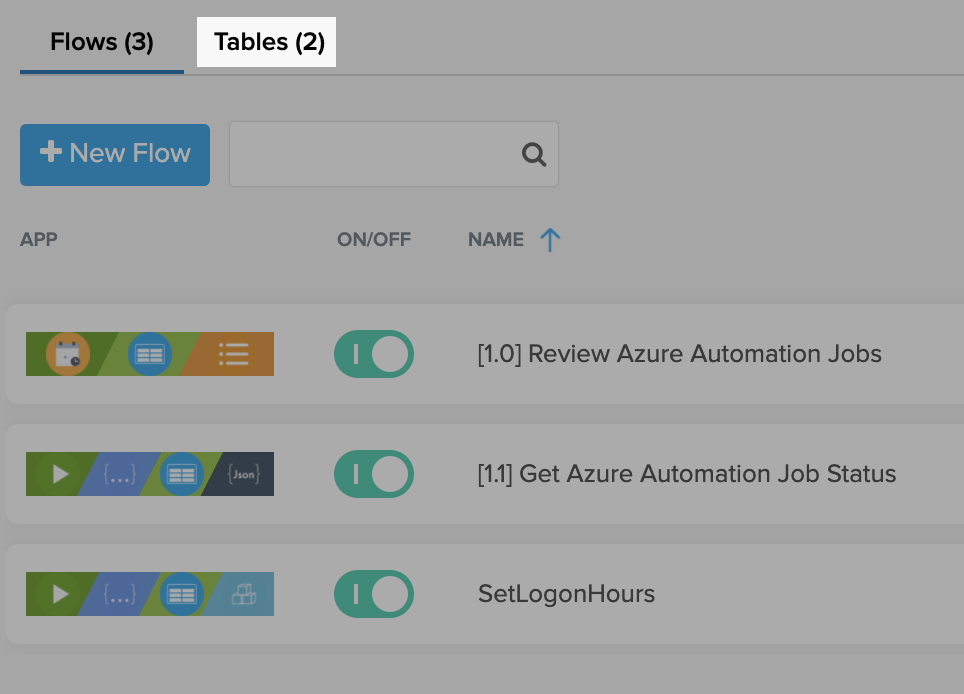 Flows (3) Tables (2)
New Flow
APP ON/OFF NAME
[1.0] Review Azure Automation Jobs
{...} {Json} [1.1] Get Azure Automation Job Status
{...} SetLogonHours